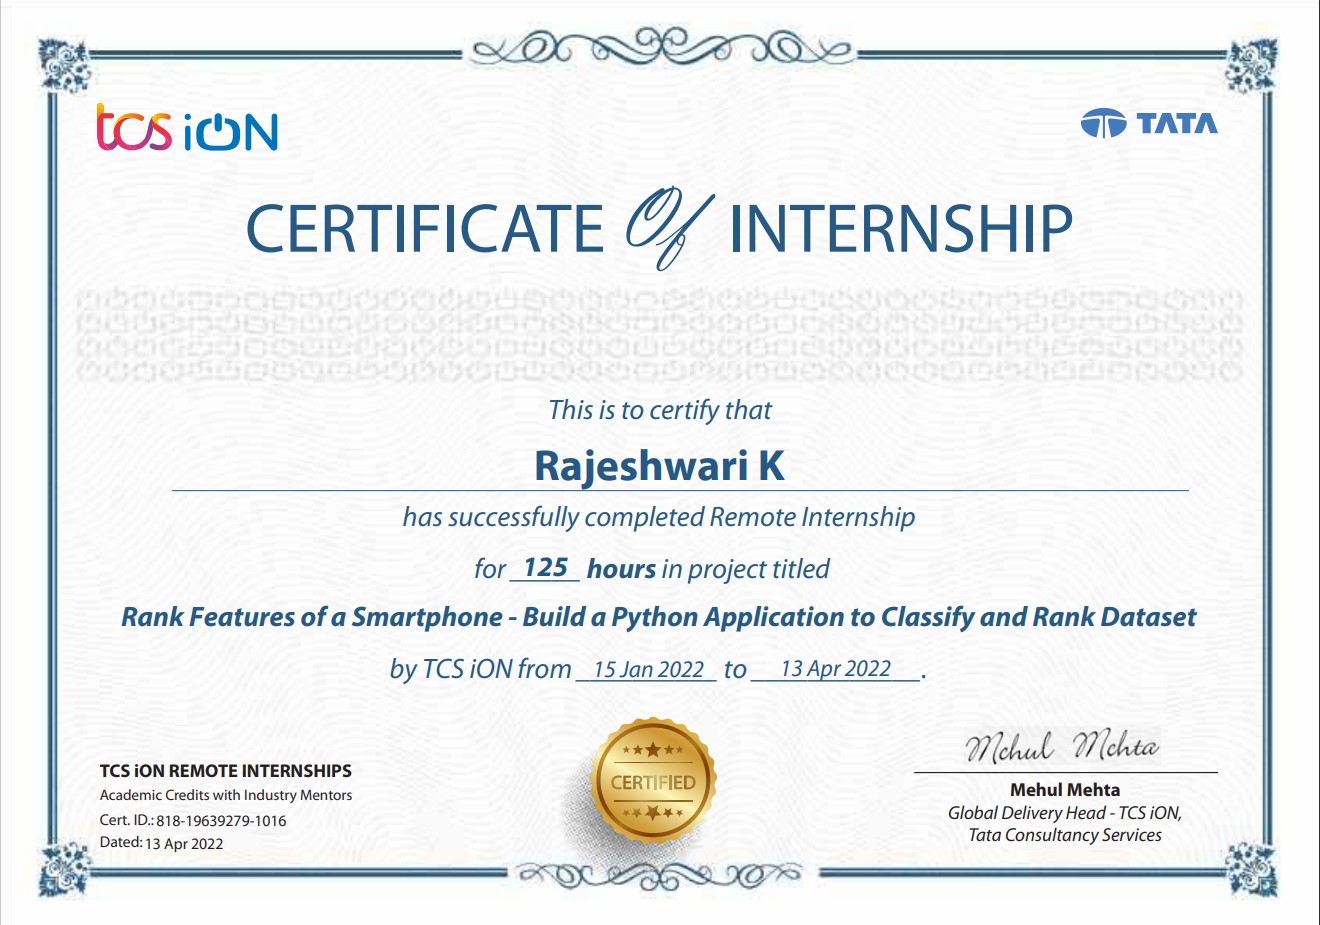 tcs iON
TATA
CERTIFICATE Of INTERNSHIP
This is to certify that
Rajeshwari K
has successfully completed Remote Internship
for 125 hours in project titled
Rank Features of a Smartphone - Build a Python Application to Classify and Rank Dataset
by TCS iON from 15 Jan 2022 to 13 Apr 2022.
TCS iON REMOTE INTERNSHIPS
Academic Credits with Industry Mentors
Cert. ID.: 818-19639279-1016
Dated: 13 Apr 2022
CERTIFIED
Mehul Mehta
Mehul Mehta
Global Delivery Head - TCS iON,
Tata Consultancy Services